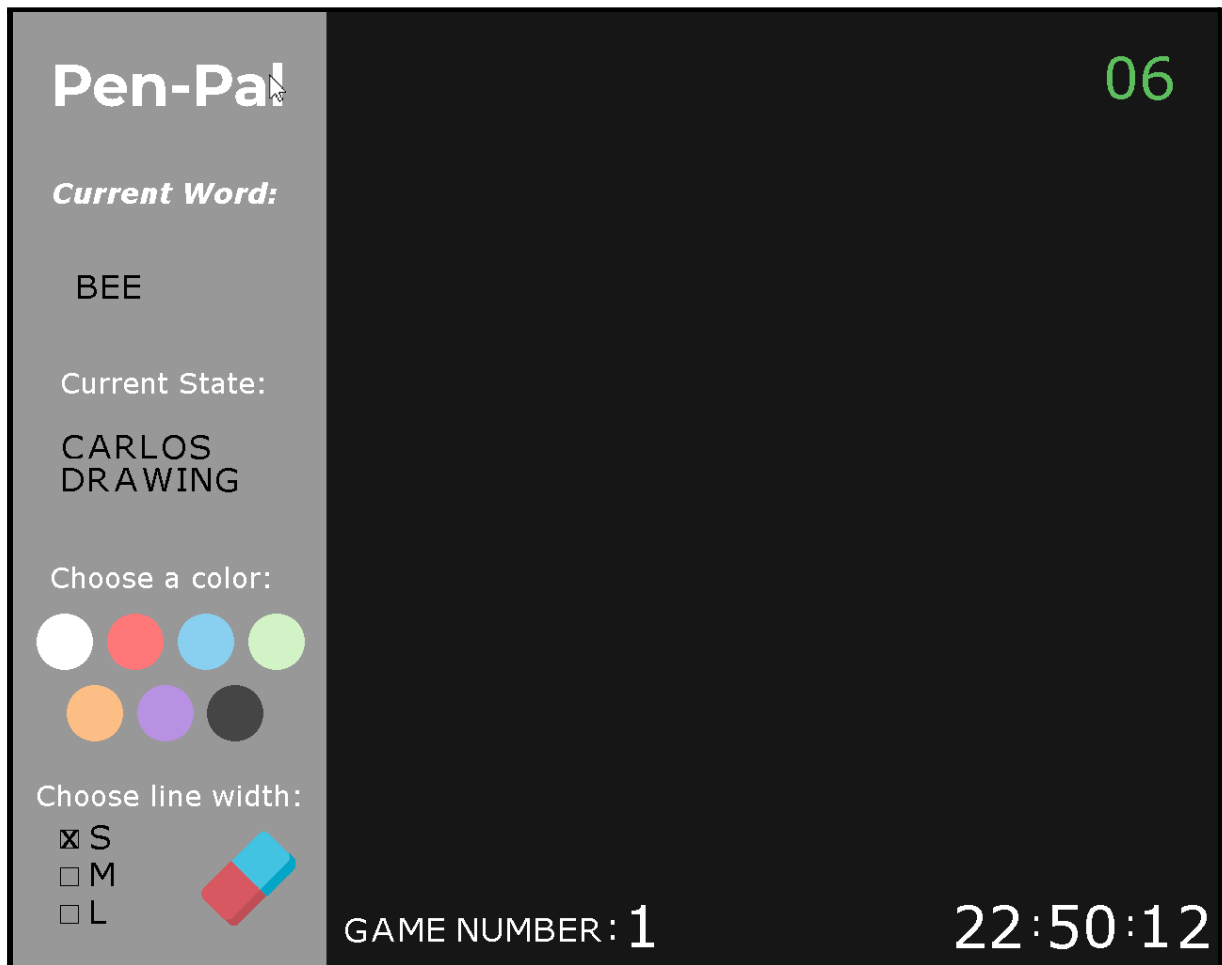 Pen-Pal
06
Current Word:
BEE
Current State:
CARLOS
DRAWING
Choose a color:
Choose line width:
S
M
L
GAME NUMBER: 1
22:50:12